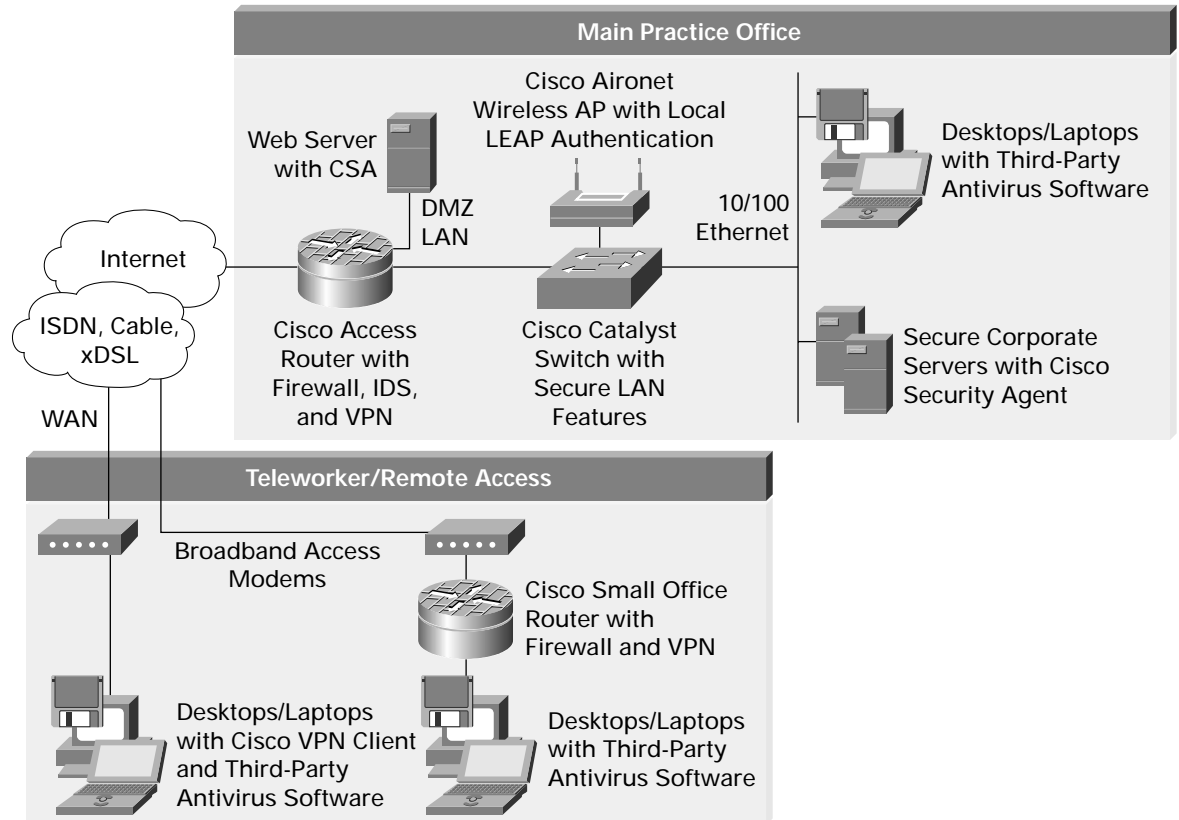 Main Practice Office
Cisco Aironet
Wireless AP with Local
LEAP Authentication
Web Server
with CSA
DMZ
LAN
10/100
Ethernet
Desktops/Laptops
with Third-Party
Antivirus Software
Internet
ISDN, Cable,
xDSL
WAN
Cisco Access
Router with
Firewall, IDS,
and VPN
Cisco Catalyst
Switch with
Secure LAN
Features
Secure Corporate
Servers with Cisco
Security Agent
Teleworker/Remote Access
Broadband Access
Modems
Cisco Small Office
Router with
Firewall and VPN
Desktops/Laptops
with Cisco VPN Client
and Third-Party
Antivirus Software
Desktops/Laptops
with Third-Party
Antivirus Software